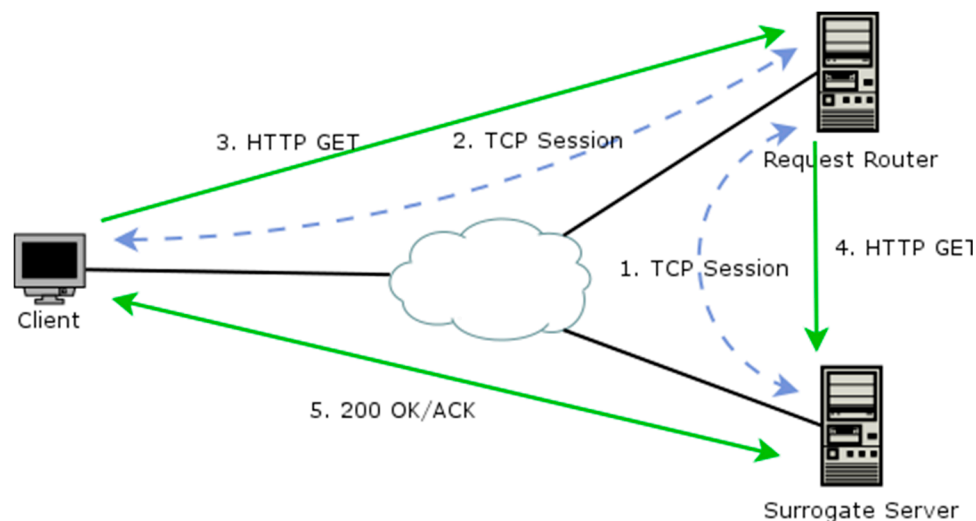 3. HTTP GET
2. TCP Session
Request Router
4. HTTP GET
1. TCP Session
Client
5. 200 OK/ACK
Surrogate Server